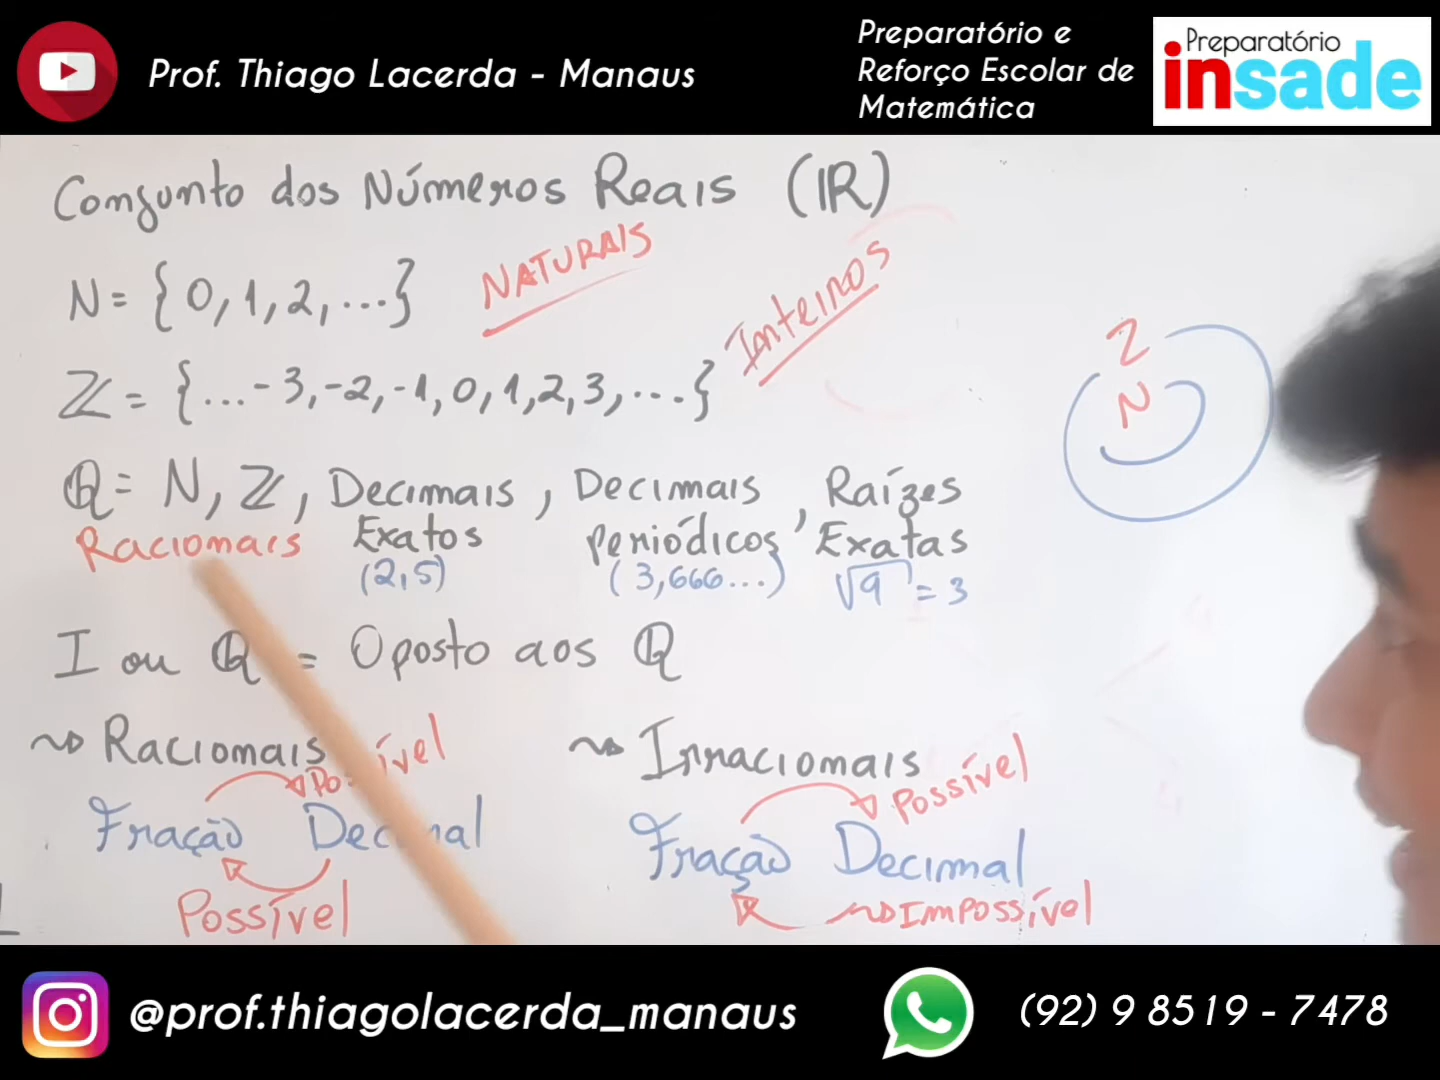 Prof. Thiago Lacerda - Manaus
Preparatório e
Reforço Escolar de
Matemática
Preparatório
insade
Conjunto dos Números Reais (IR)
N = { 0, 1, 2, ...} NATURAIS
Z = {... -3, -2, -1, 0, 1, 2, 3, ...} Inteiros
Z
N
Q = N, Z, Decimais, Decimais, Raízes
Racionais Exatos periódicos Exatas
(2,5) (3,666...) √9 = 3
I ou Q = Oposto aos Q
~> Racionais ~> Irracionais
Possível
Fração Decimal Fração Decimal
Possível ~> Impossível
@prof.thiagolacerda_manaus
(92) 9 8519 - 7478